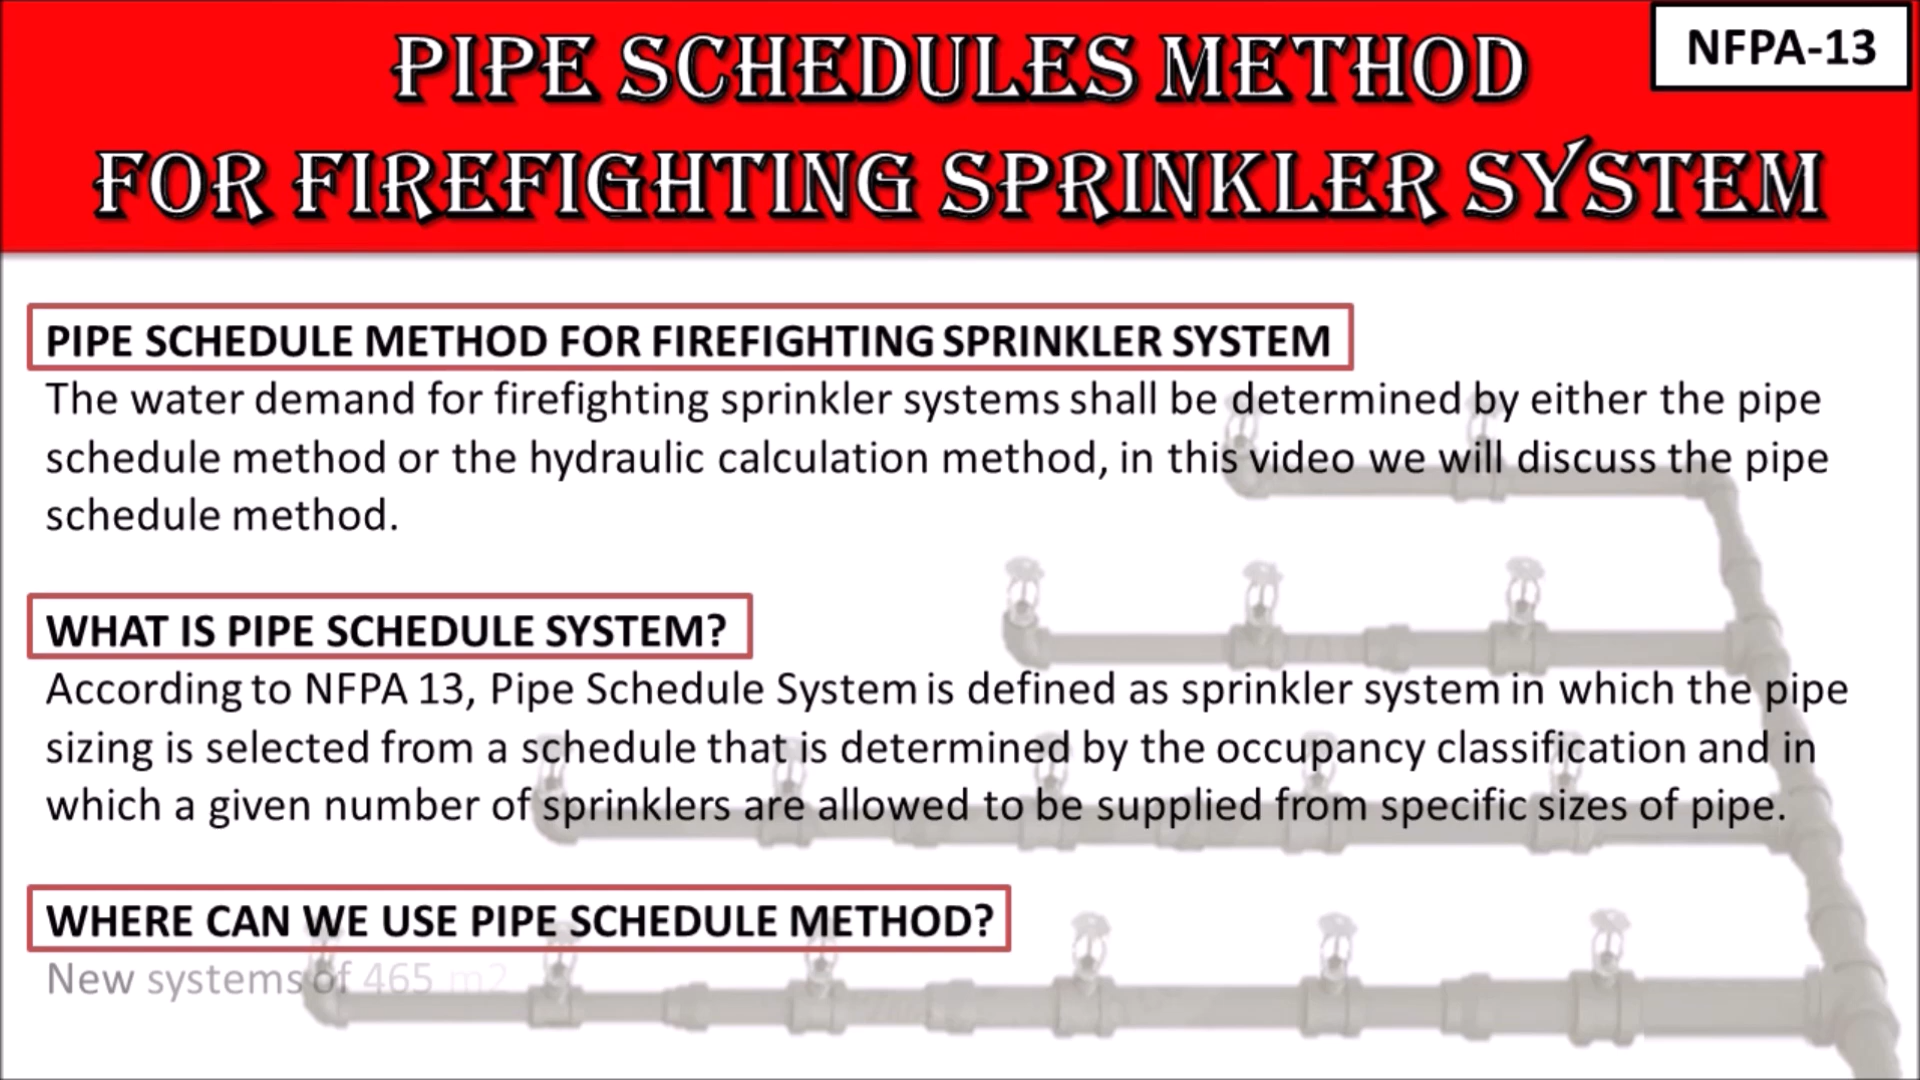 PIPE SCHEDULES METHOD
NFPA-13
FOR FIREFIGHTING SPRINKLER SYSTEM
PIPE SCHEDULE METHOD FOR FIREFIGHTING SPRINKLER SYSTEM
The water demand for firefighting sprinkler systems shall be determined by either the pipe
schedule method or the hydraulic calculation method, in this video we will discuss the pipe
schedule method.
WHAT IS PIPE SCHEDULE SYSTEM?
According to NFPA 13, Pipe Schedule System is defined as sprinkler system in which the pipe
sizing is selected from a schedule that is determined by the occupancy classification and in
which a given number of sprinklers are allowed to be supplied from specific sizes of pipe.
WHERE CAN WE USE PIPE SCHEDULE METHOD?
New systems of 465 m2